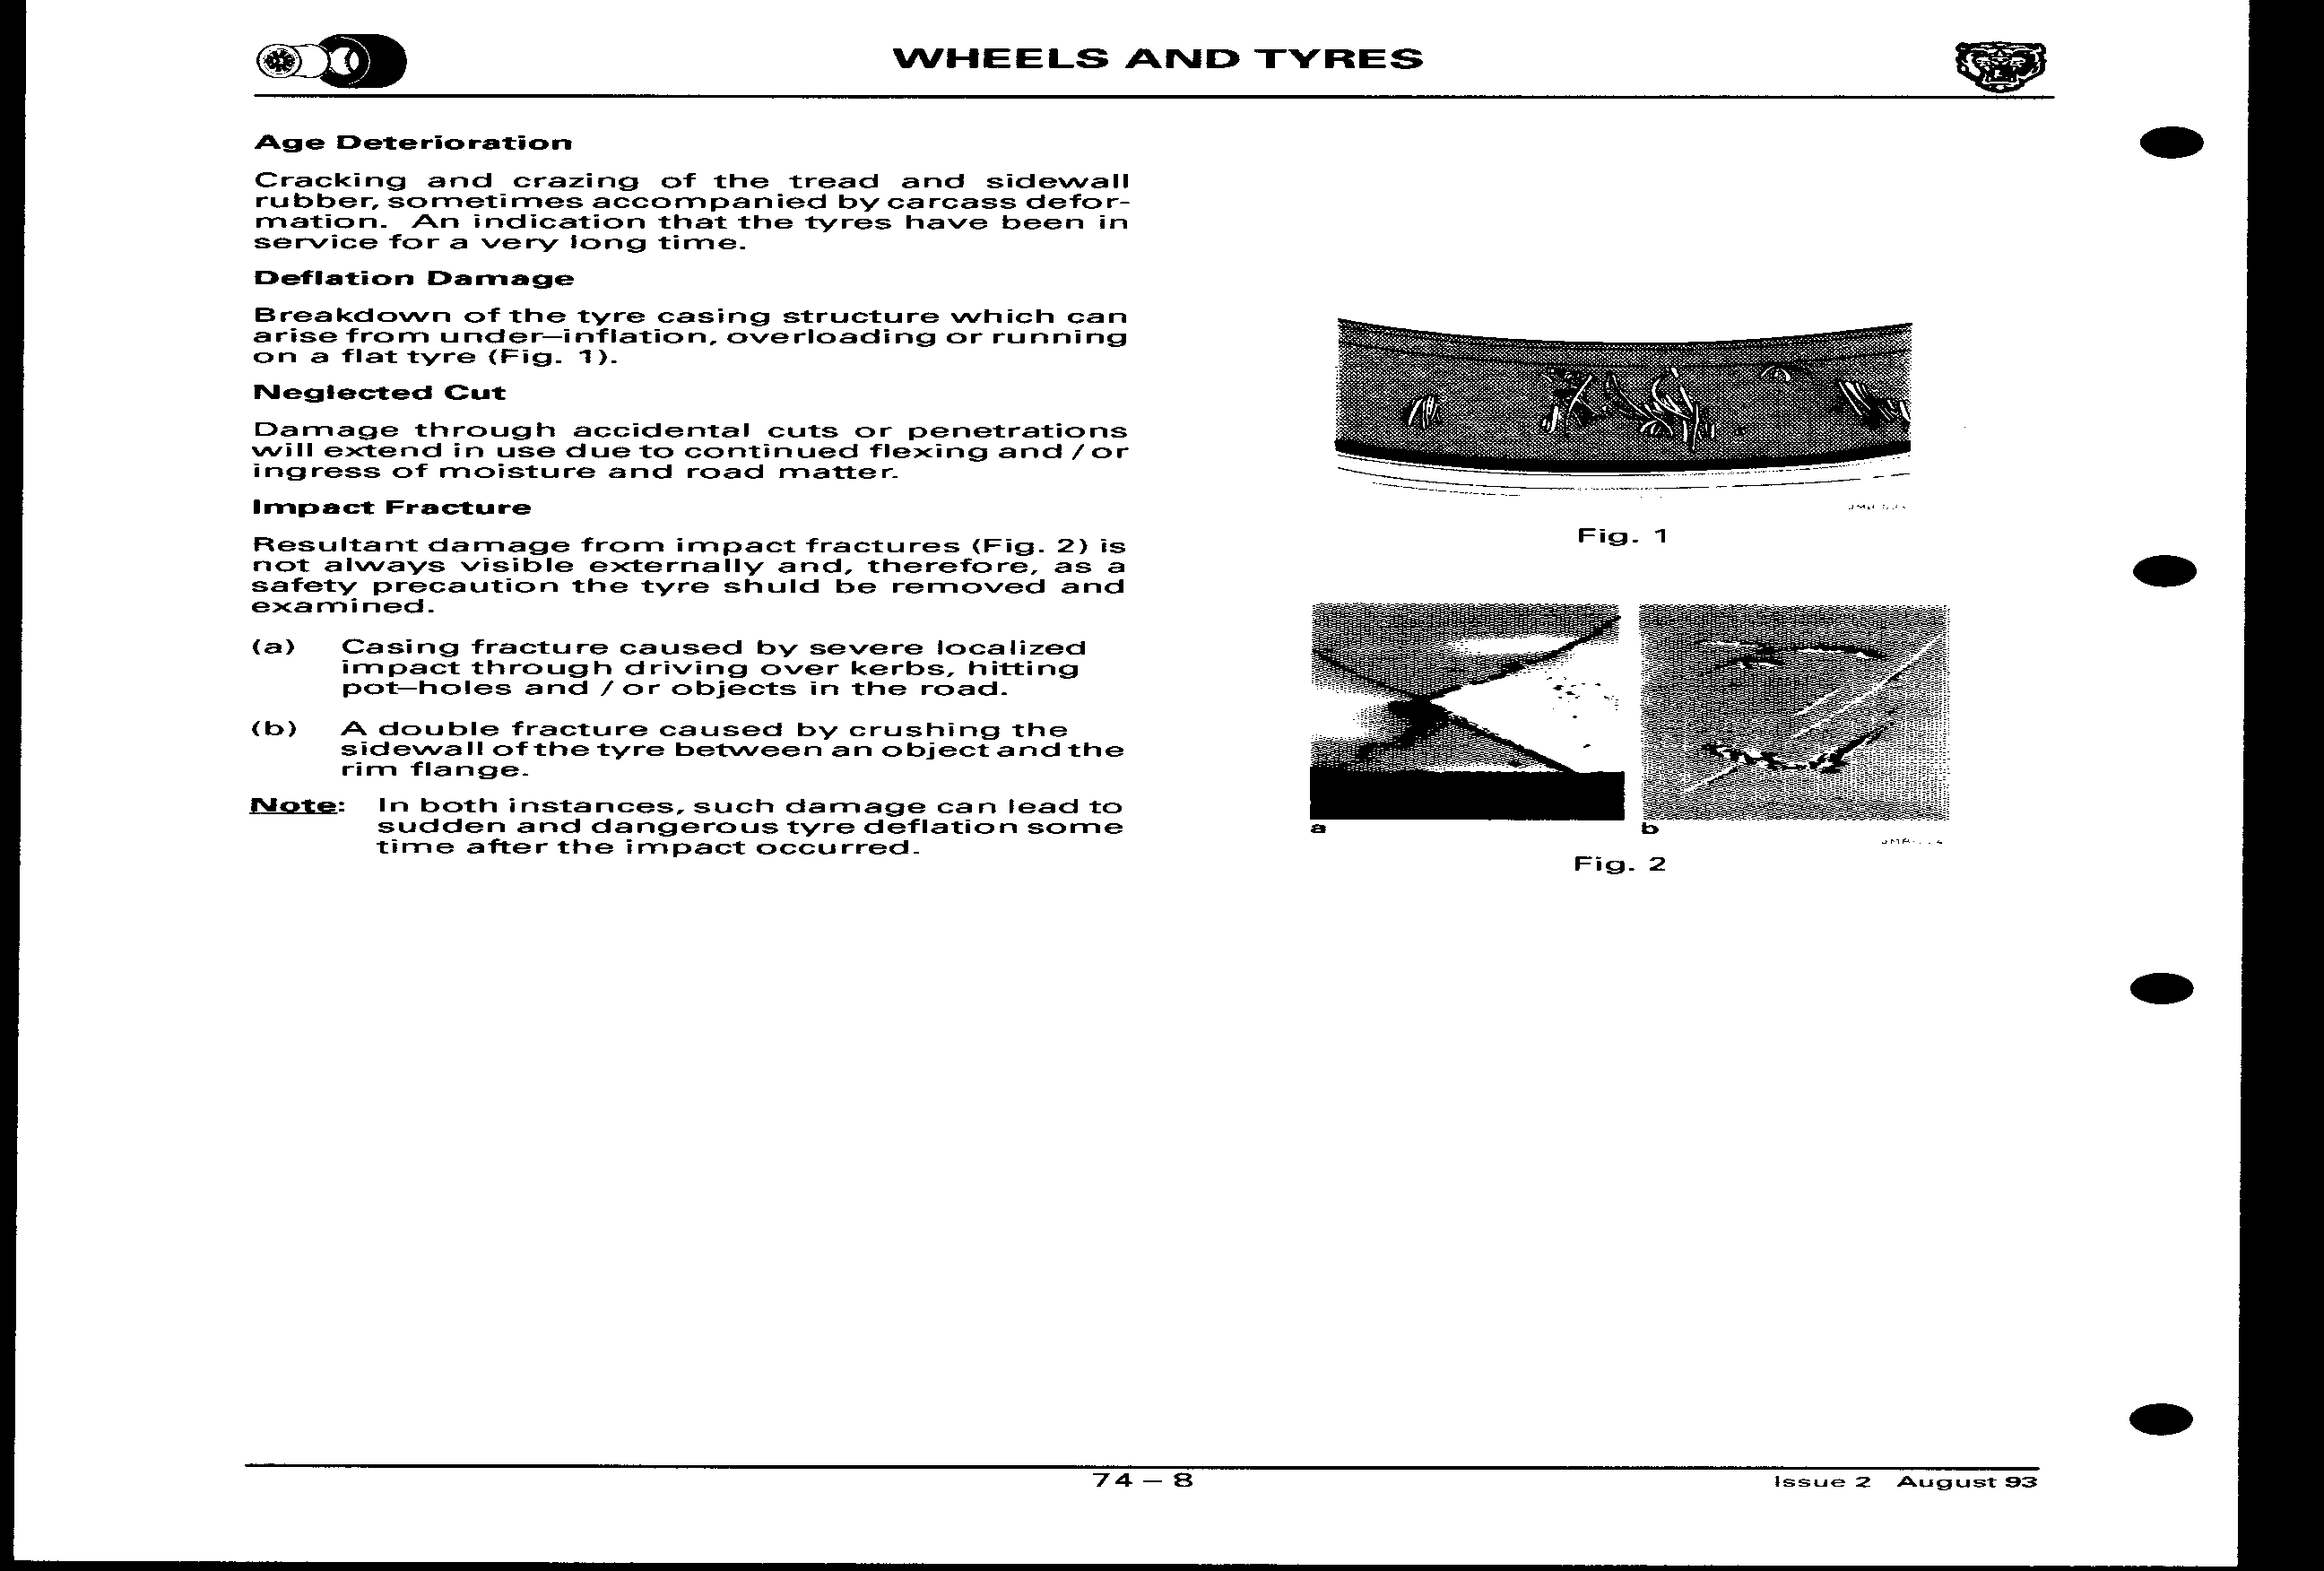 WHEELS AND TYRES
Age Deterioration
Cracking and crazing of the tread and sidewall
rubber, sometimes accompanied by carcass defor-
mation. An indication that the tyres have been in
service for a very long time.
Deflation Damage
Breakdown of the tyre casing structure which can
arise from under–inflation, overloading or running
on a flat tyre (Fig. 1).
Neglected Cut
Damage through accidental cuts or penetrations
will extend in use due to continued flexing and / or
ingress of moisture and road matter.
Impact Fracture
Resultant damage from impact fractures (Fig. 2) is
not always visible externally and, therefore, as a
safety precaution the tyre shuld be removed and
examined.
(a) Casing fracture caused by severe localized
impact through driving over kerbs, hitting
pot–holes and / or objects in the road.
(b) A double fracture caused by crushing the
sidewall of the tyre between an object and the
rim flange.
Note: In both instances, such damage can lead to
sudden and dangerous tyre deflation some
time after the impact occurred.
Fig. 1
a b
Fig. 2
74 – 8
Issue 2 August 93